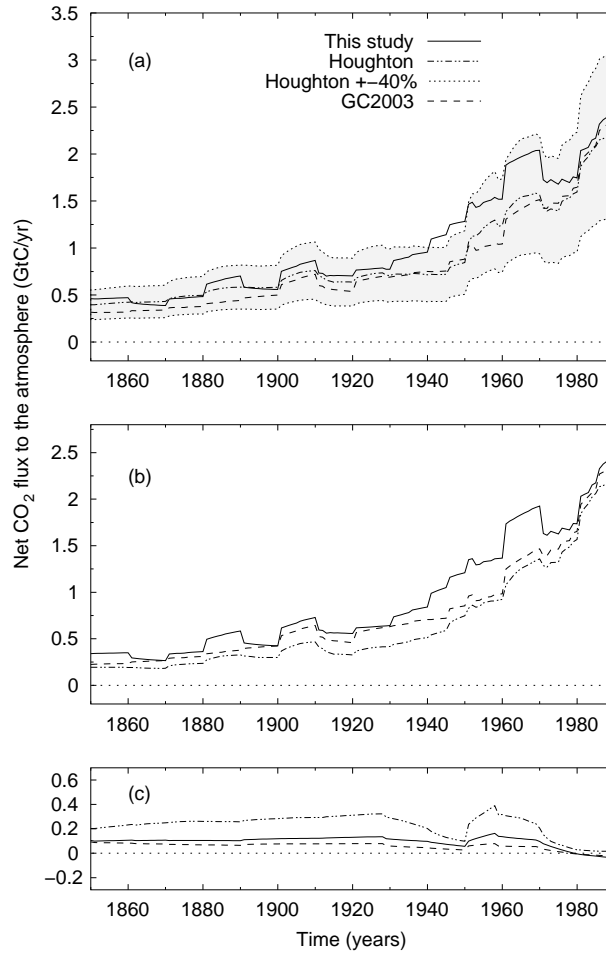 This study
Houghton
Houghton +−40%
GC2003
(a)
3.5
3
2.5
2
1.5
1
0.5
0
1860 1880 1900 1920 1940 1960 1980
Net CO2 flux to the atmosphere (GtC/yr)
(b)
2.5
2
1.5
1
0.5
0
1860 1880 1900 1920 1940 1960 1980
(c)
0.6
0.4
0.2
0
−0.2
1860 1880 1900 1920 1940 1960 1980
Time (years)